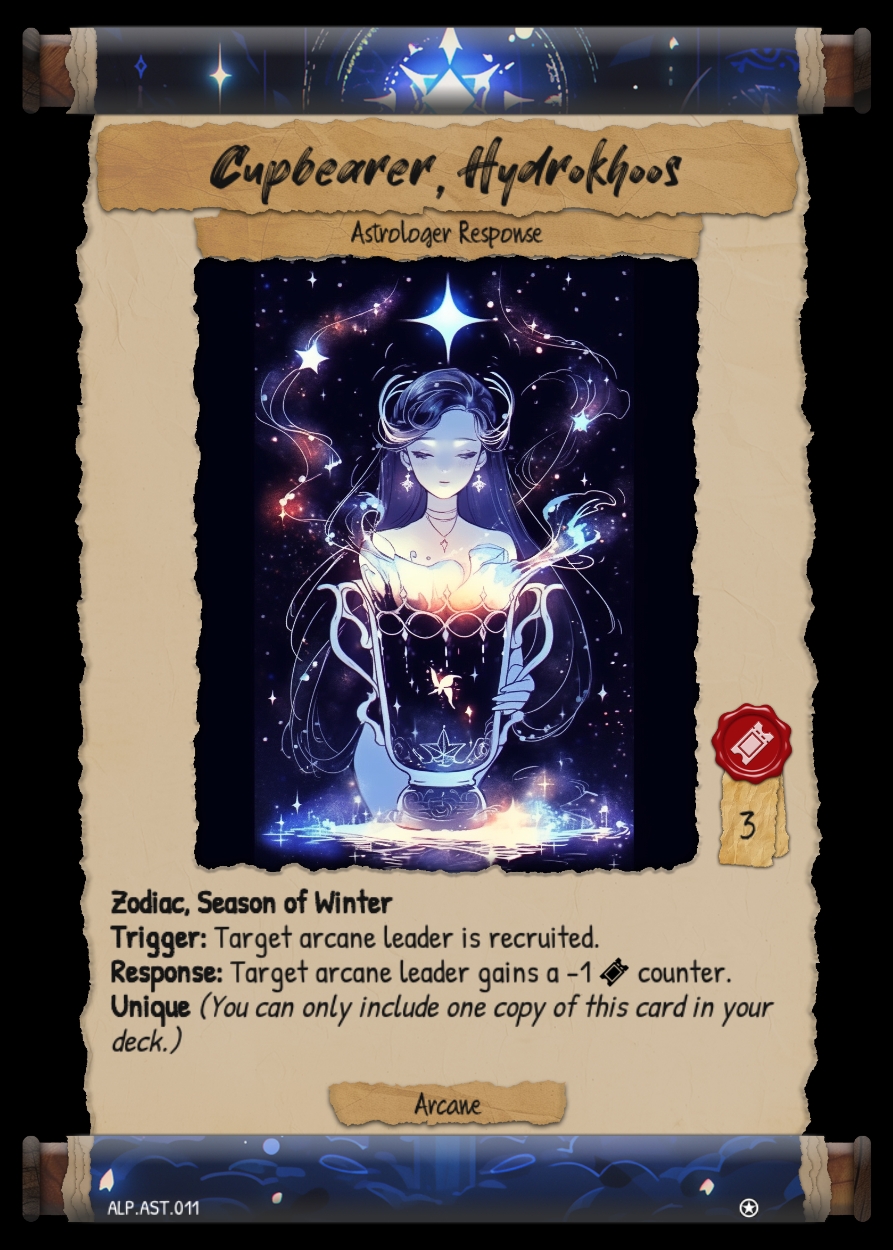 Cupbearer, Hydrokhoos
Astrologer Response
3
Zodiac, Season of Winter
Trigger: Target arcane leader is recruited.
Response: Target arcane leader gains a -1 counter.
Unique (You can only include one copy of this card in your
deck.)
Arcane
ALP.AST.011